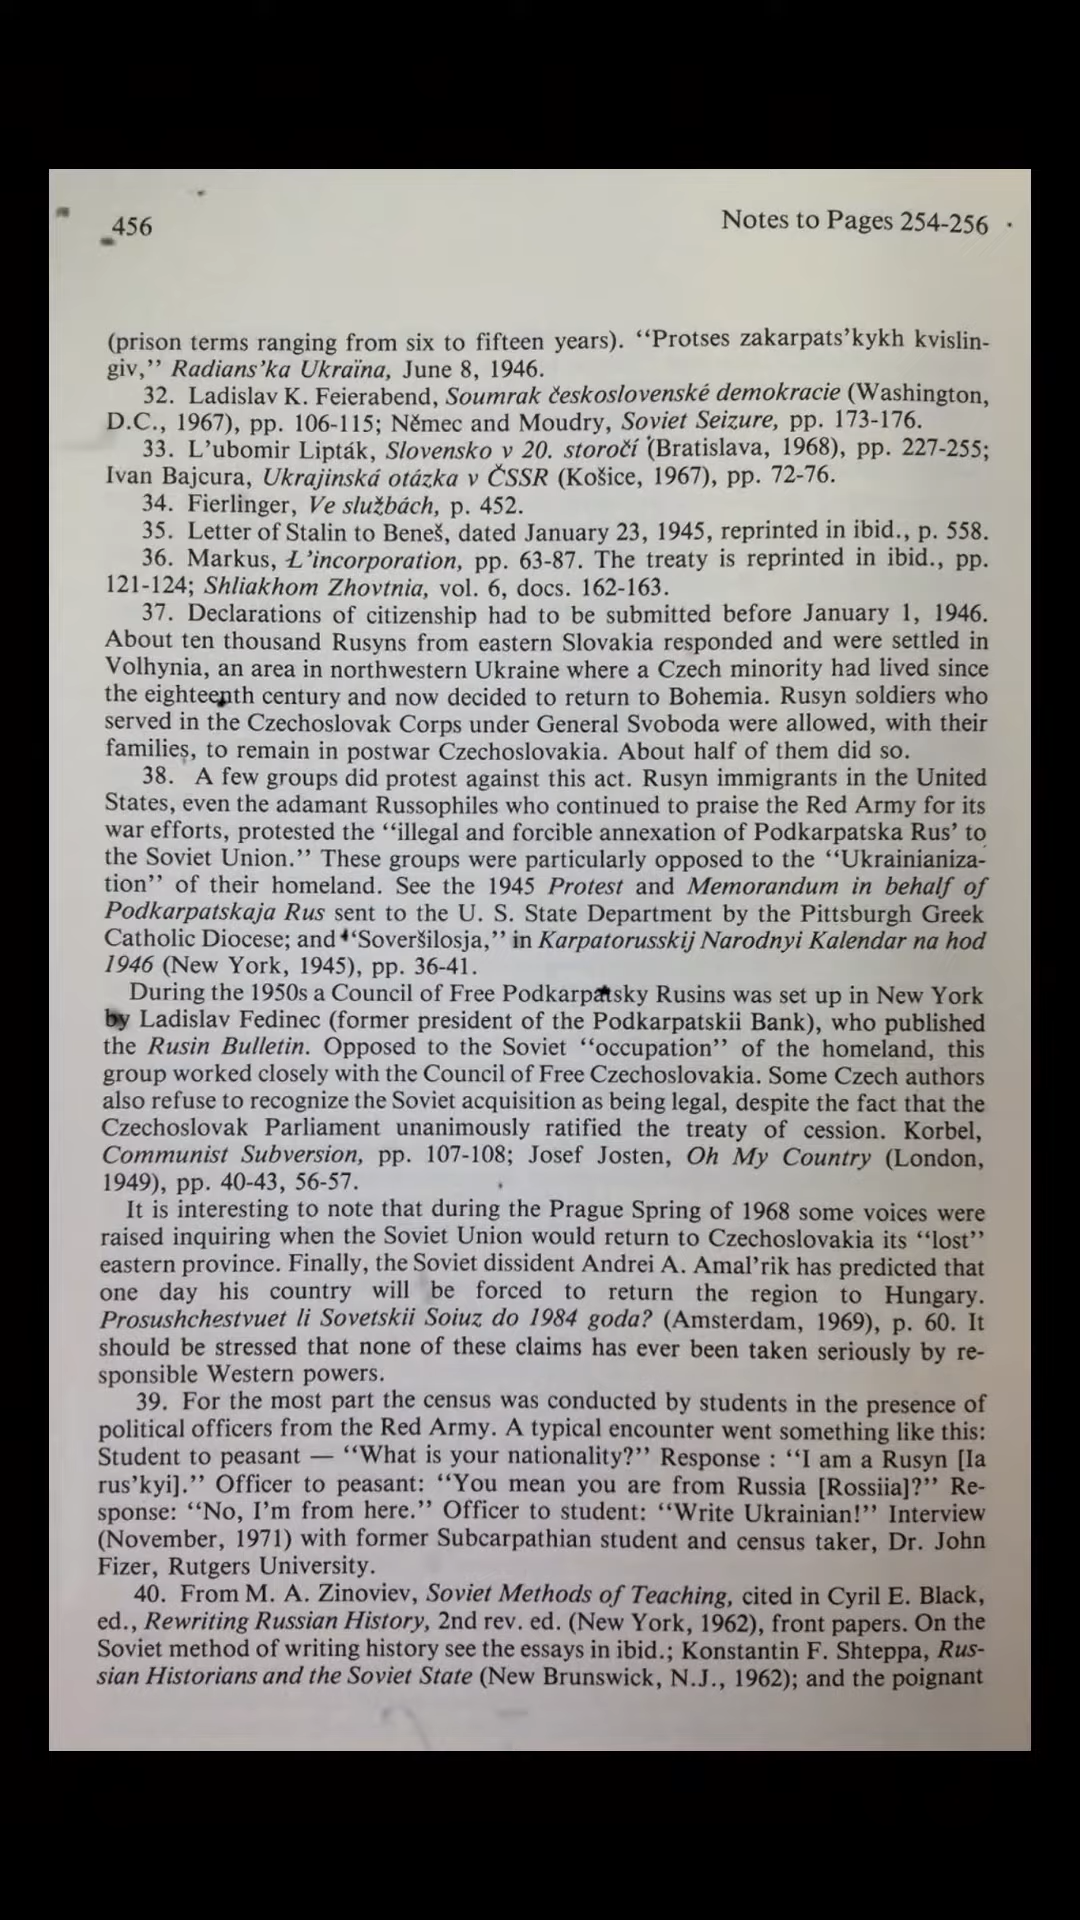 456
Notes to Pages 254-256
(prison terms ranging from six to fifteen years). ‘‘Protses zakarpats’kykh kvislin-
giv,’’ Radians’ka Ukraïna, June 8, 1946.
32. Ladislav K. Feierabend, Soumrak československé demokracie (Washington,
D.C., 1967), pp. 106-115; Němec and Moudry, Soviet Seizure, pp. 173-176.
33. L’ubomir Lipták, Slovensko v 20. storočí (Bratislava, 1968), pp. 227-255;
Ivan Bajcura, Ukrajinská otázka v ČSSR (Košice, 1967), pp. 72-76.
34. Fierlinger, Ve službách, p. 452.
35. Letter of Stalin to Beneš, dated January 23, 1945, reprinted in ibid., p. 558.
36. Markus, L’incorporation, pp. 63-87. The treaty is reprinted in ibid., pp.
121-124; Shliakhom Zhovtnia, vol. 6, docs. 162-163.
37. Declarations of citizenship had to be submitted before January 1, 1946.
About ten thousand Rusyns from eastern Slovakia responded and were settled in
Volhynia, an area in northwestern Ukraine where a Czech minority had lived since
the eighteenth century and now decided to return to Bohemia. Rusyn soldiers who
served in the Czechoslovak Corps under General Svoboda were allowed, with their
families, to remain in postwar Czechoslovakia. About half of them did so.
38. A few groups did protest against this act. Rusyn immigrants in the United
States, even the adamant Russophiles who continued to praise the Red Army for its
war efforts, protested the ‘‘illegal and forcible annexation of Podkarpatska Rus’ to
the Soviet Union.’’ These groups were particularly opposed to the ‘‘Ukrainianiza-
tion’’ of their homeland. See the 1945 Protest and Memorandum in behalf of
Podkarpatskaja Rus sent to the U. S. State Department by the Pittsburgh Greek
Catholic Diocese; and ‘‘Soveršilosja,’’ in Karpatorusskij Narodnyi Kalendar na hod
1946 (New York, 1945), pp. 36-41.
During the 1950s a Council of Free Podkarpatsky Rusins was set up in New York
by Ladislav Fedinec (former president of the Podkarpatskii Bank), who published
the Rusin Bulletin. Opposed to the Soviet ‘‘occupation’’ of the homeland, this
group worked closely with the Council of Free Czechoslovakia. Some Czech authors
also refuse to recognize the Soviet acquisition as being legal, despite the fact that the
Czechoslovak Parliament unanimously ratified the treaty of cession. Korbel,
Communist Subversion, pp. 107-108; Josef Josten, Oh My Country (London,
1949), pp. 40-43, 56-57.
It is interesting to note that during the Prague Spring of 1968 some voices were
raised inquiring when the Soviet Union would return to Czechoslovakia its ‘‘lost’’
eastern province. Finally, the Soviet dissident Andrei A. Amal’rik has predicted that
one day his country will be forced to return the region to Hungary.
Prosushchestvuet li Sovetskii Soiuz do 1984 goda? (Amsterdam, 1969), p. 60. It
should be stressed that none of these claims has ever been taken seriously by re-
sponsible Western powers.
39. For the most part the census was conducted by students in the presence of
political officers from the Red Army. A typical encounter went something like this:
Student to peasant — ‘‘What is your nationality?’’ Response : ‘‘I am a Rusyn [Ia
rus’kyi].’’ Officer to peasant: ‘‘You mean you are from Russia [Rossiia]?’’ Re-
sponse: ‘‘No, I’m from here.’’ Officer to student: ‘‘Write Ukrainian!’’ Interview
(November, 1971) with former Subcarpathian student and census taker, Dr. John
Fizer, Rutgers University.
40. From M. A. Zinoviev, Soviet Methods of Teaching, cited in Cyril E. Black,
ed., Rewriting Russian History, 2nd rev. ed. (New York, 1962), front papers. On the
Soviet method of writing history see the essays in ibid.; Konstantin F. Shteppa, Rus-
sian Historians and the Soviet State (New Brunswick, N.J., 1962); and the poignant